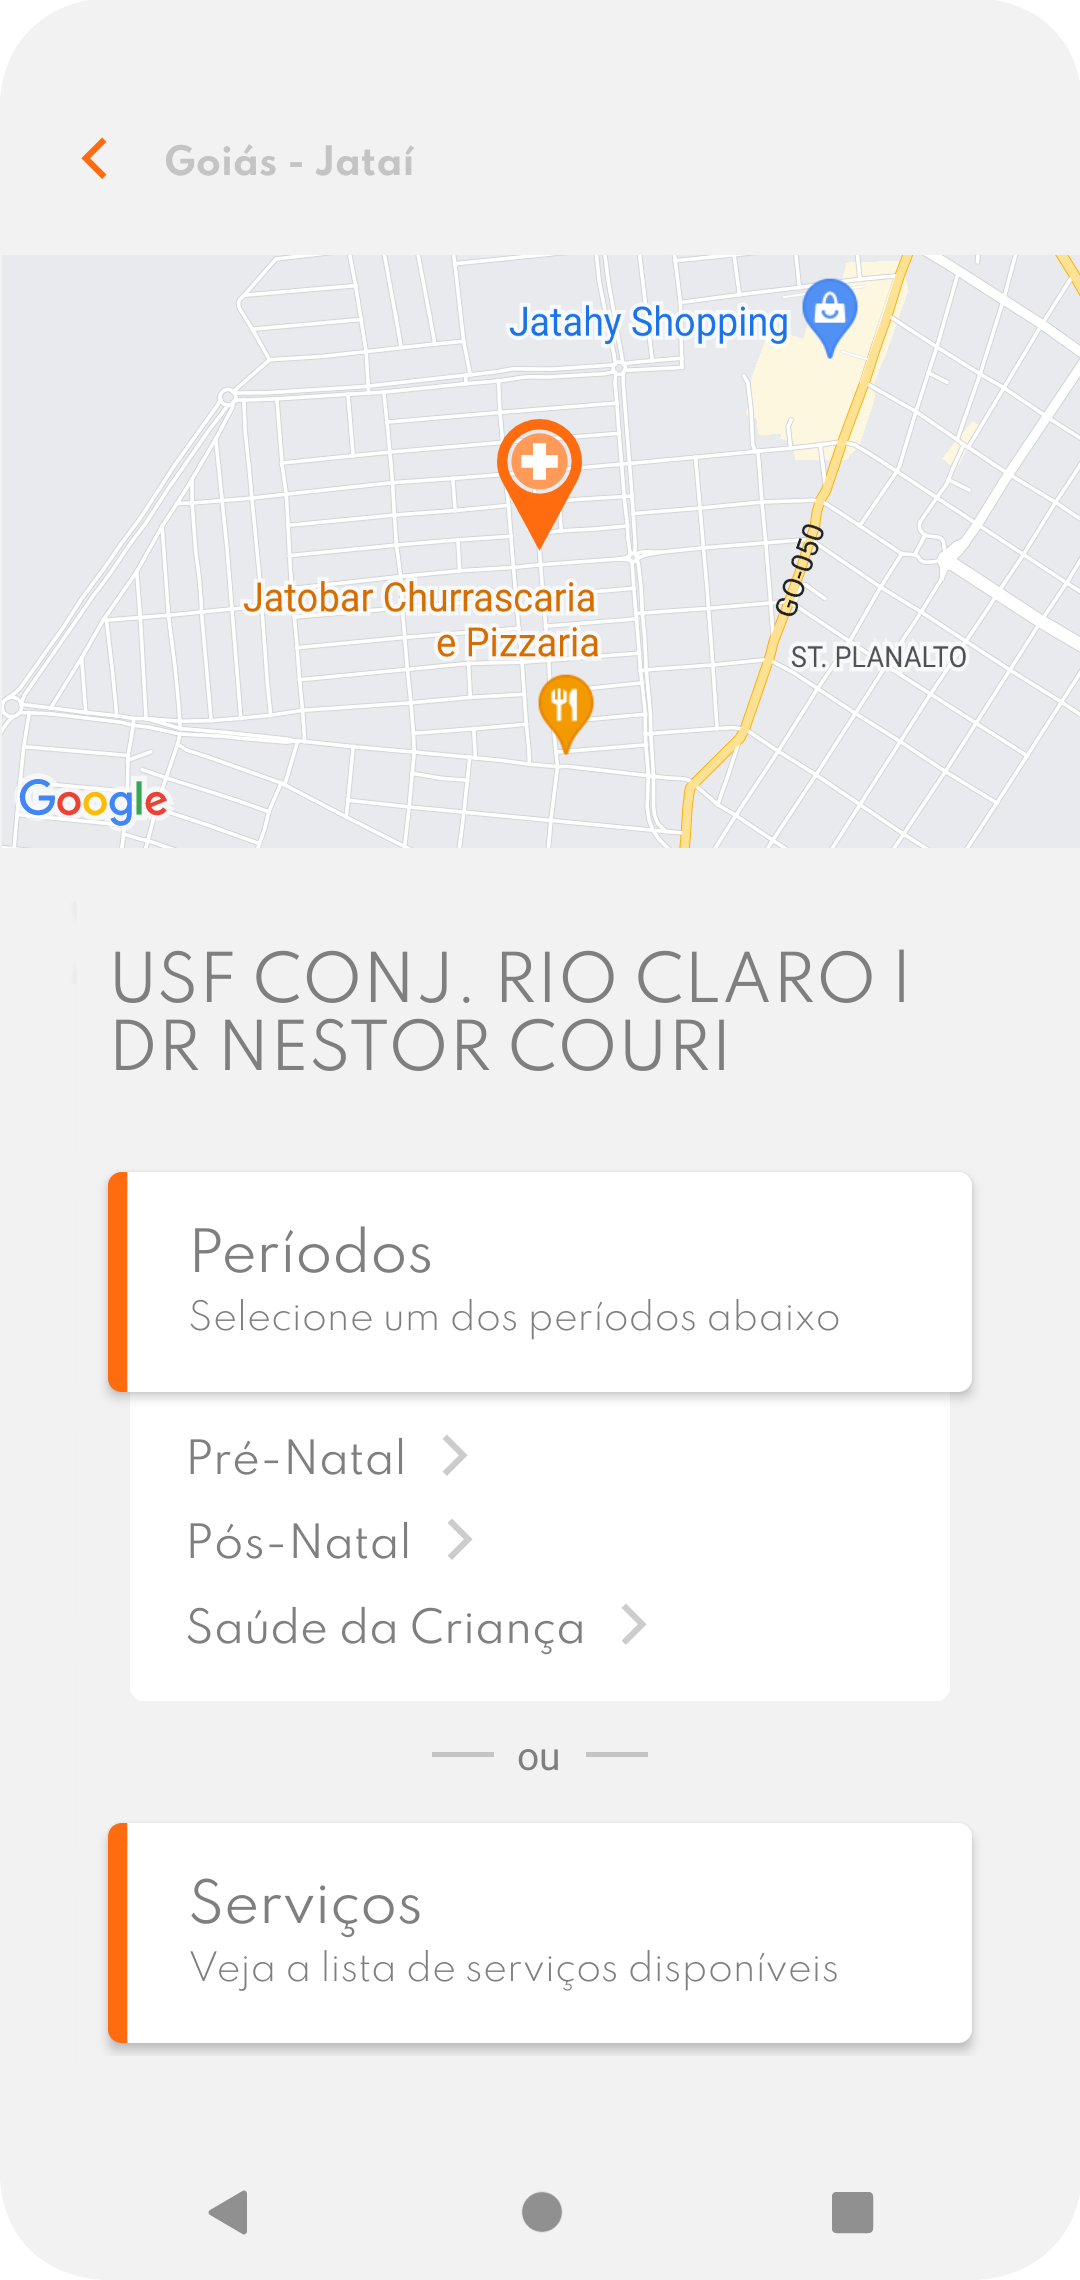 Goiás - Jataí
Jatahy Shopping
GO-050
Jatobar Churrascaria
e Pizzaria
ST. PLANALTO
Google
USF CONJ. RIO CLARO I
DR NESTOR COURI
Períodos
Selecione um dos períodos abaixo
Pré-Natal
Pós-Natal
Saúde da Criança
ou
Serviços
Veja a lista de serviços disponíveis